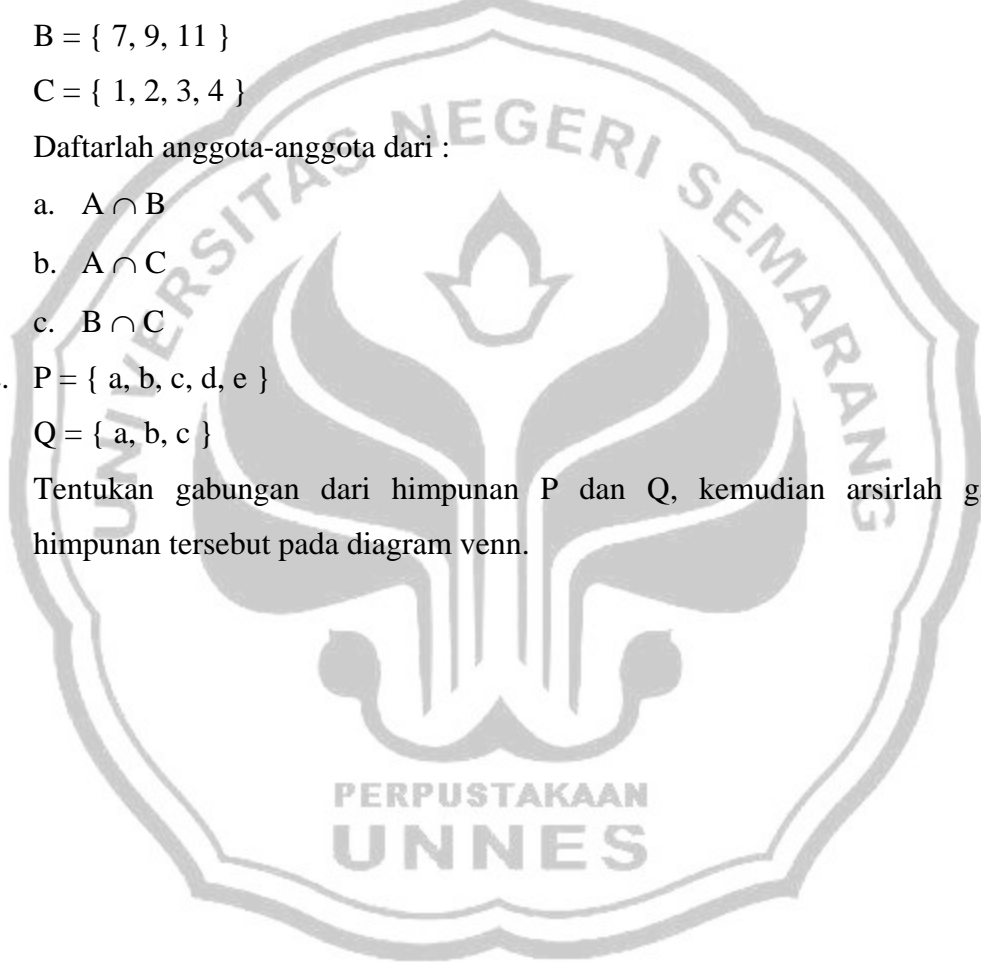 B = { 7, 9, 11 }
C = { 1, 2, 3, 4 }
Daftarlah anggota-anggota dari :
a. A ∩ B
b. A ∩ C
c. B ∩ C
P = { a, b, c, d, e }
Q = { a, b, c }
Tentukan gabungan dari himpunan P dan Q, kemudian arsirlah
himpunan tersebut pada diagram venn.
UNIVERSITAS NEGERI SEMARANG
PERPUSTAKAAN
UNNES